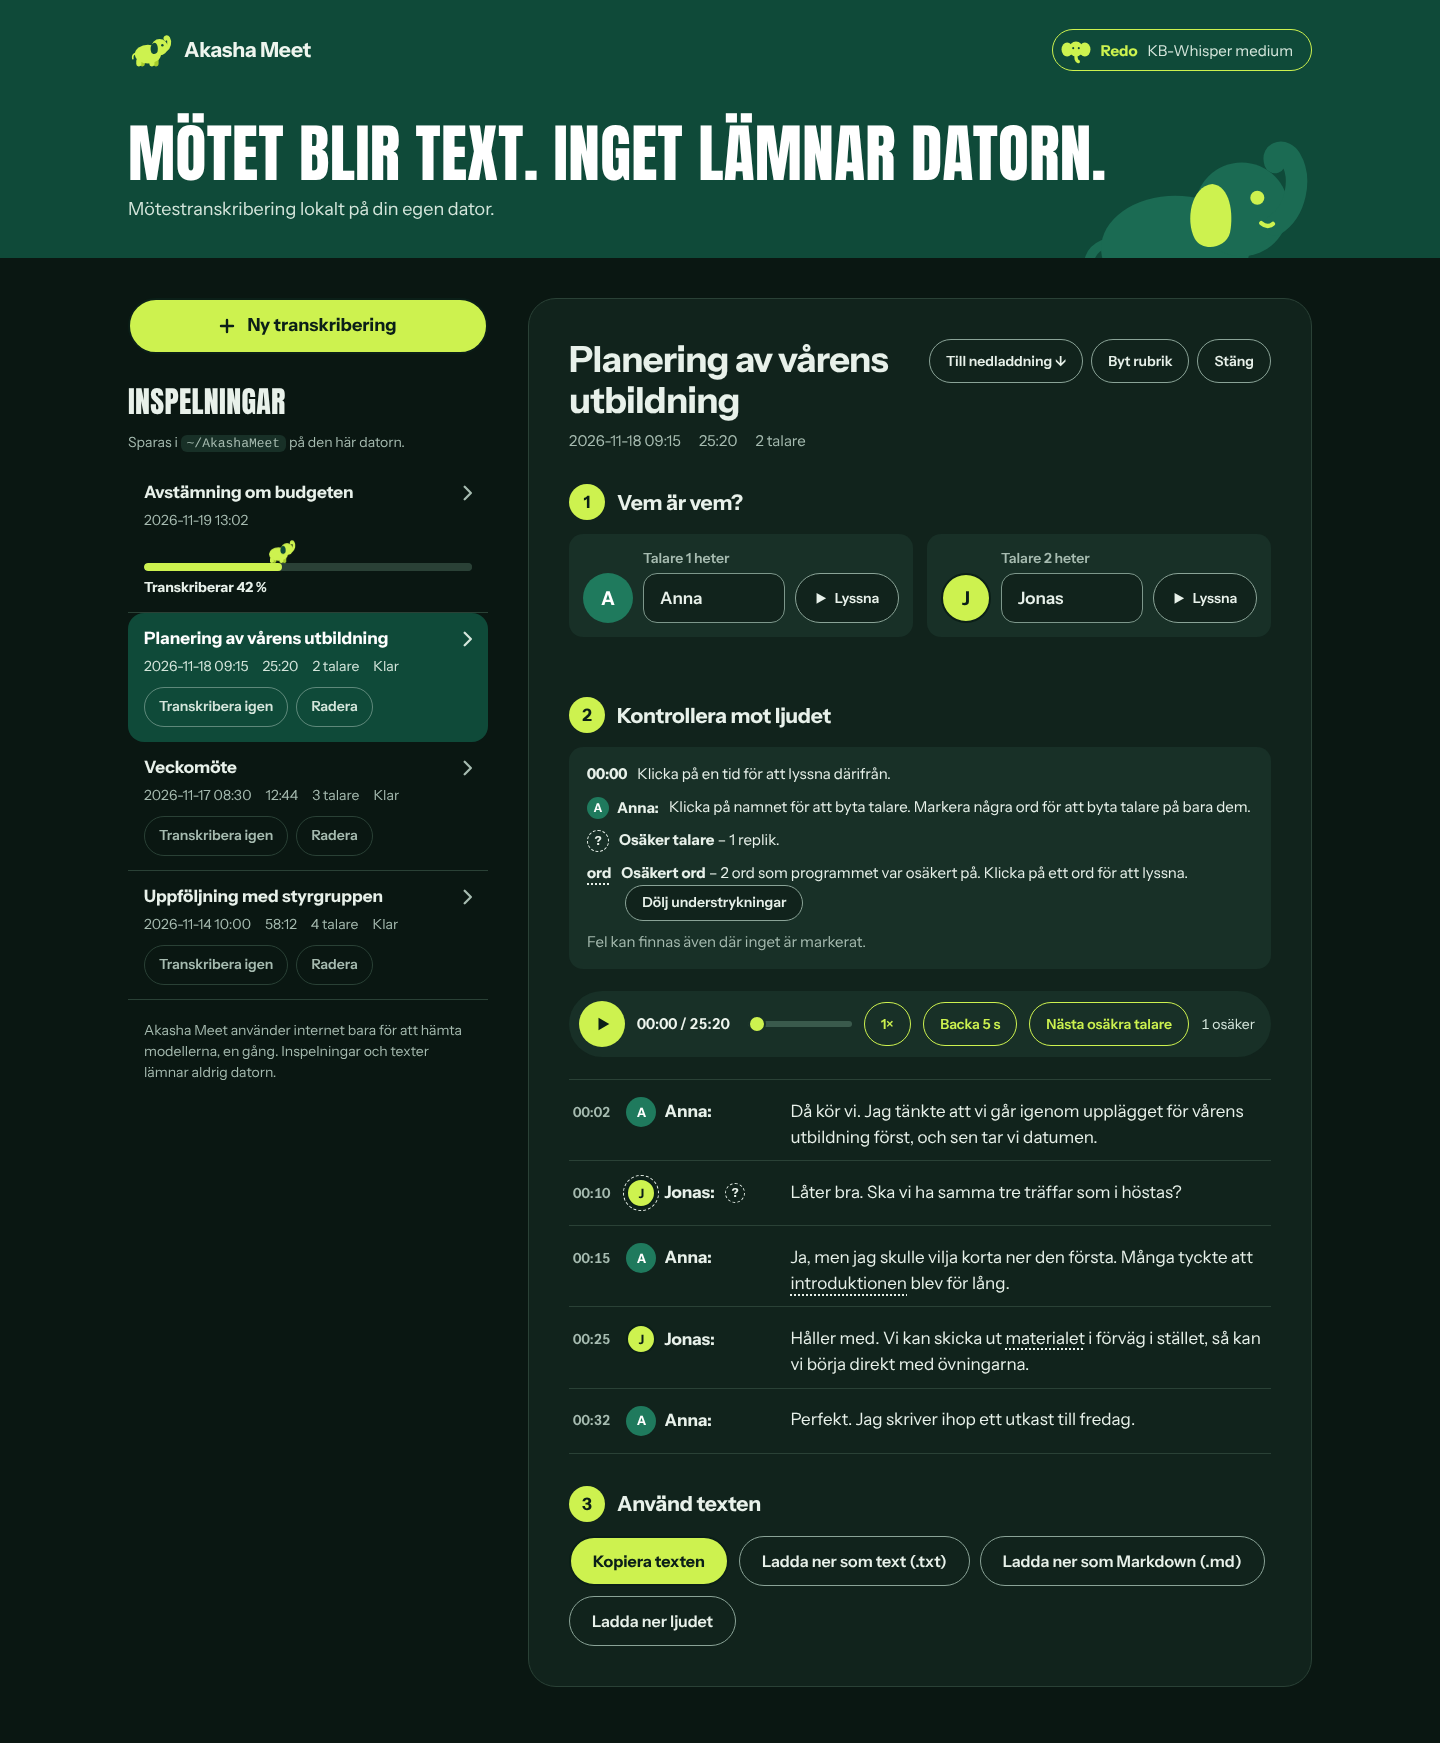 Akasha Meet
Redo KB-Whisper medium
MÖTET BLIR TEXT. INGET LÄMNAR DATORN.
Mötestranskribering lokalt på din egen dator.
+ Ny transkribering
INSPELNINGAR
Sparas i ~/AkashaMeet på den här datorn.
Avstämning om budgeten
2026-11-19 13:02
Transkriberar 42 %
Planering av vårens utbildning
2026-11-18 09:15 25:20 2 talare Klar
Transkribera igen Radera
Veckomöte
2026-11-17 08:30 12:44 3 talare Klar
Transkribera igen Radera
Uppföljning med styrgruppen
2026-11-14 10:00 58:12 4 talare Klar
Transkribera igen Radera
Akasha Meet använder internet bara för att hämta
modellerna, en gång. Inspelningar och texter
lämnar aldrig datorn.
Planering av vårens
utbildning
Till nedladdning ↓ Byt rubrik Stäng
2026-11-18 09:15 25:20 2 talare
1 Vem är vem?
Talare 1 heter
A Anna Lyssna
Talare 2 heter
J Jonas Lyssna
2 Kontrollera mot ljudet
00:00 Klicka på en tid för att lyssna därifrån.
A Anna: Klicka på namnet för att byta talare. Markera några ord för att byta talare på bara dem.
? Osäker talare – 1 replik.
ord Osäkert ord – 2 ord som programmet var osäkert på. Klicka på ett ord för att lyssna.
Dölj understrykningar
Fel kan finnas även där inget är markerat.
00:00 / 25:20 1× Backa 5 s Nästa osäkra talare 1 osäker
00:02 A Anna: Då kör vi. Jag tänkte att vi går igenom upplägget för vårens
utbildning först, och sen tar vi datumen.
00:10 J Jonas: ? Låter bra. Ska vi ha samma tre träffar som i höstas?
00:15 A Anna: Ja, men jag skulle vilja korta ner den första. Många tyckte att
introduktionen blev för lång.
00:25 J Jonas: Håller med. Vi kan skicka ut materialet i förväg i stället, så kan
vi börja direkt med övningarna.
00:32 A Anna: Perfekt. Jag skriver ihop ett utkast till fredag.
3 Använd texten
Kopiera texten Ladda ner som text (.txt) Ladda ner som Markdown (.md)
Ladda ner ljudet